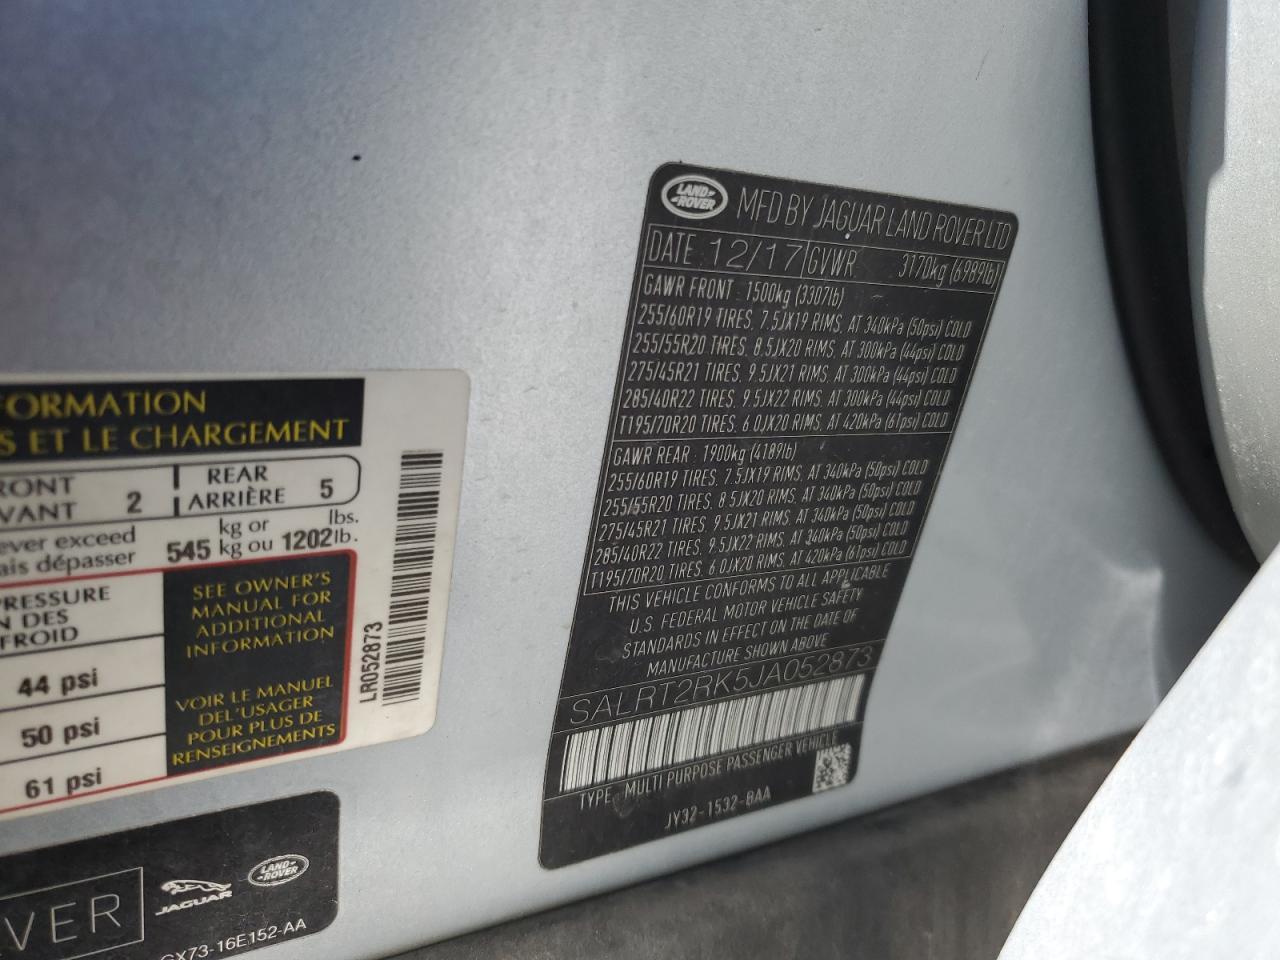 FORMATION
S ET LE CHARGEMENT
RONT
VANT 2
REAR
ARRIÈRE 5
ever exceed
ais dépasser 545 kg or kg ou 1202 lbs. lb.
PRESSURE
N DES
FROID
44 psi
50 psi
61 psi
SEE OWNER'S
MANUAL FOR
ADDITIONAL
INFORMATION
VOIR LE MANUEL
DEL'USAGER
POUR PLUS DE
RENSEIGNEMENTS
LR052873
VER
JAGUAR
LAND ROVER
GX73-16E152-AA
LAND ROVER MFD BY JAGUAR LAND ROVER LTD
DATE 12/17 GVWR 3170kg (6989lb)
GAWR FRONT : 1500kg (3307lb)
255/60R19 TIRES, 7.5JX19 RIMS, AT 340kPa (50psi) COLD
255/55R20 TIRES, 8.5JX20 RIMS, AT 300kPa (44psi) COLD
275/45R21 TIRES, 9.5JX21 RIMS, AT 300kPa (44psi) COLD
285/40R22 TIRES, 9.5JX22 RIMS, AT 300kPa (44psi) COLD
T195/70R20 TIRES, 6.0JX20 RIMS, AT 420kPa (61psi) COLD
GAWR REAR : 1900kg (4189lb)
255/60R19 TIRES, 7.5JX19 RIMS, AT 340kPa (50psi) COLD
255/55R20 TIRES, 8.5JX20 RIMS, AT 340kPa (50psi) COLD
275/45R21 TIRES, 9.5JX21 RIMS, AT 340kPa (50psi) COLD
285/40R22 TIRES, 9.5JX22 RIMS, AT 340kPa (50psi) COLD
T195/70R20 TIRES, 6.0JX20 RIMS, AT 420kPa (61psi) COLD
THIS VEHICLE CONFORMS TO ALL APPLICABLE
U.S. FEDERAL MOTOR VEHICLE SAFETY
STANDARDS IN EFFECT ON THE DATE OF
MANUFACTURE SHOWN ABOVE
SALRT2RK5JA052873
TYPE: MULTI PURPOSE PASSENGER VEHICLE
JY32-1532-BAA